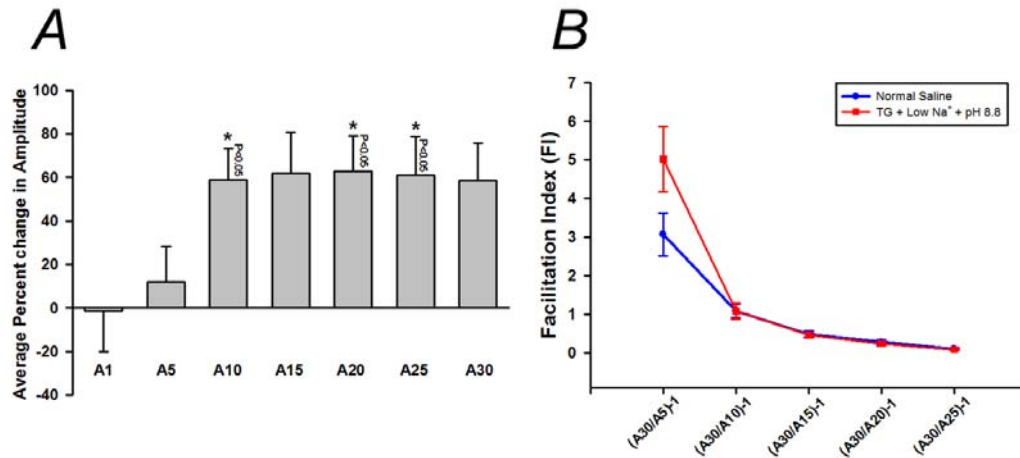 A
Average Percent change in Amplitude
100
80
60
40
20
0
-20
-40
*
P<0.05
*
P<0.05
*
P<0.05
A1
A5
A10
A15
A20
A25
A30
B
Facilitation Index (FI)
7
6
5
4
3
2
1
0
Normal Saline
TG + Low Na⁺ + pH 8.8
(A30/A5)-1
(A30/A10)-1
(A30/A15)-1
(A30/A20)-1
(A30/A25)-1